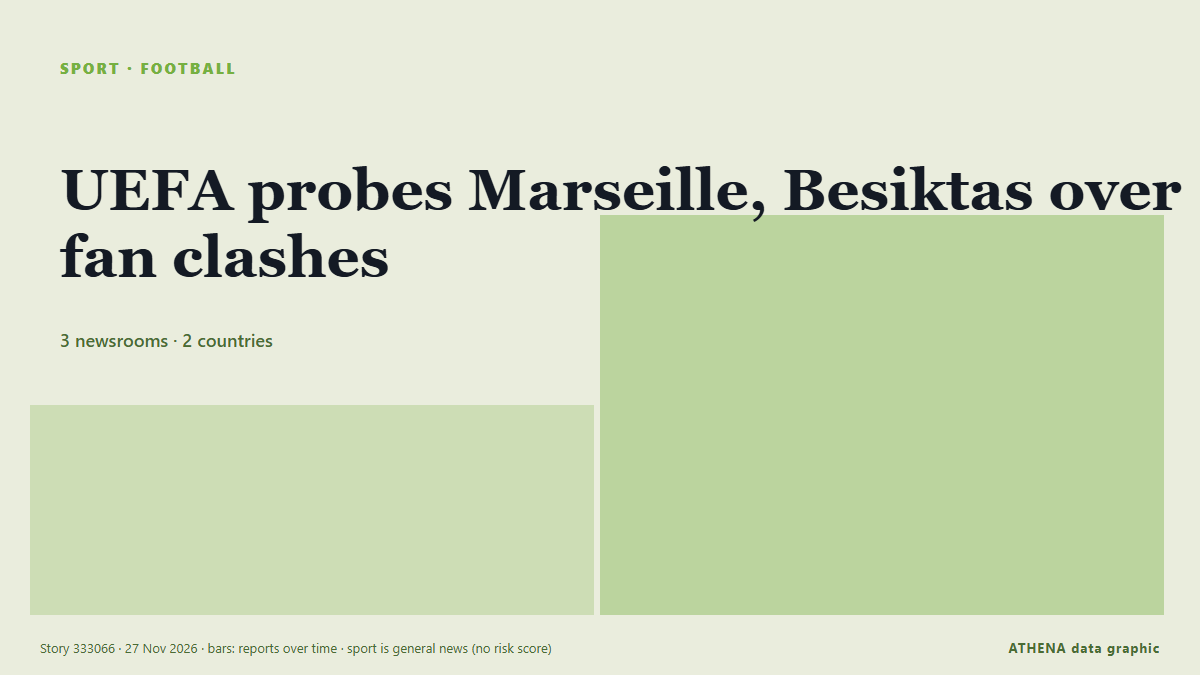 SPORT · FOOTBALL
UEFA probes Marseille, Besiktas over
fan clashes
3 newsrooms · 2 countries
Story 333066 · 27 Nov 2026 · bars: reports over time · sport is general news (no risk score)
ATHENA data graphic